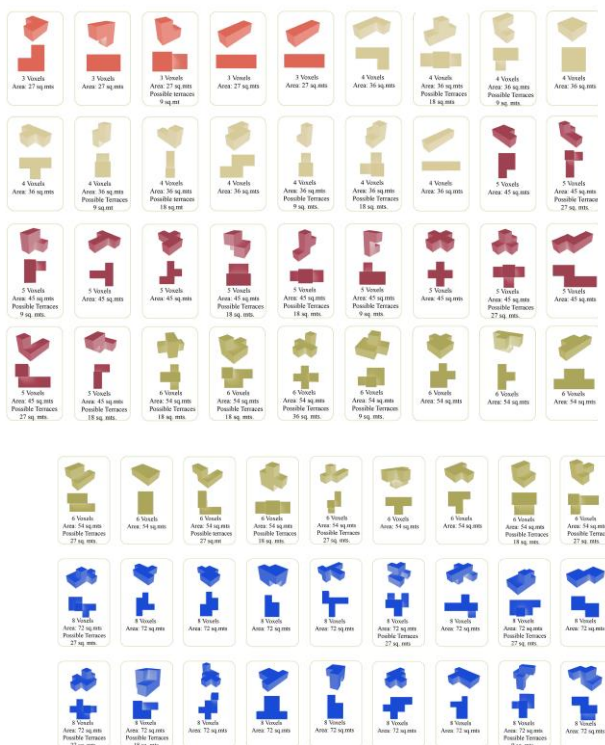 3 Voxels
Area: 27 sq.mts
3 Voxels
Area: 27 sq.mts
3 Voxels
Area: 27 sq.mts
Possible terraces
9 sq.mt
3 Voxels
Area: 27 sq.mts
3 Voxels
Area: 27 sq.mts
4 Voxels
Area: 36 sq.mts
4 Voxels
Area: 36 sq.mts
Possible Terraces
18 sq.mts
4 Voxels
Area: 36 sq.mts
Possible Terraces
9 sq. mts.
4 Voxels
Area: 36 sq.mts
4 Voxels
Area: 36 sq.mts
4 Voxels
Area: 36 sq.mts
Possible Terraces
9 sq.mt
4 Voxels
Area: 36 sq.mts
Possible Terraces
18 sq.mt
4 Voxels
Area: 36 sq.mts
4 Voxels
Area: 36 sq.mts
Possible Terraces
9 sq. mts.
4 Voxels
Area: 36 sq.mts
Possible Terraces
18 sq. mts.
4 Voxels
Area: 36 sq.mts
5 Voxels
Area: 45 sq.mts
5 Voxels
Area: 45 sq.mts
Possible Terraces
27 sq. mts.
5 Voxels
Area: 45 sq.mts
Possible Terraces
9 sq. mts.
5 Voxels
Area: 45 sq.mts
5 Voxels
Area: 45 sq.mts
5 Voxels
Area: 45 sq.mts
Possible Terraces
18 sq. mts.
5 Voxels
Area: 45 sq.mts
Possible Terraces
18 sq. mts.
5 Voxels
Area: 45 sq.mts
Possible Terraces
9 sq. mts.
5 Voxels
Area: 45 sq.mts
5 Voxels
Area: 45 sq.mts
Possible Terraces
27 sq. mts.
5 Voxels
Area: 45 sq.mts
5 Voxels
Area: 45 sq.mts
Possible Terraces
27 sq. mts.
5 Voxels
Area: 45 sq.mts
Possible Terraces
18 sq. mts.
6 Voxels
Area: 54 sq.mts
Possible Terraces
18 sq. mts.
6 Voxels
Area: 54 sq.mts
Possible Terraces
18 sq. mts.
6 Voxels
Area: 54 sq.mts
Possible Terraces
36 sq. mts.
6 Voxels
Area: 54 sq.mts
Possible Terraces
9 sq. mts.
6 Voxels
Area: 54 sq.mts
6 Voxels
Area: 54 sq.mts
6 Voxels
Area: 54 sq.mts
6 Voxels
Area: 54 sq.mts
Possible Terraces
27 sq. mts.
6 Voxels
Area: 54 sq.mts
6 Voxels
Area: 54 sq.mts
Possible Terraces
27 sq.mt
6 Voxels
Area: 54 sq.mts
Possible Terraces
18 sq. mts.
6 Voxels
Area: 54 sq.mts
Possible Terraces
27 sq. mts.
6 Voxels
Area: 54 sq.mts
6 Voxels
Area: 54 sq.mts
6 Voxels
Area: 54 sq.mts
Possible Terraces
18 sq. mts.
6 Voxels
Area: 54 sq.mts
Possible Terraces
27 sq. mts.
8 Voxels
Area: 72 sq.mts
Possible Terraces
27 sq. mts.
8 Voxels
Area: 72 sq.mts
8 Voxels
Area: 72 sq.mts
8 Voxels
Area: 72 sq.mts
8 Voxels
Area: 72 sq.mts
8 Voxels
Area: 72 sq.mts
Possible Terraces
27 sq. mts.
8 Voxels
Area: 72 sq.mts
8 Voxels
Area: 72 sq.mts
Possible Terraces
27 sq. mts.
8 Voxels
Area: 72 sq.mts
8 Voxels
Area: 72 sq.mts
Possible Terraces
8 Voxels
Area: 72 sq.mts
Possible Terraces
8 Voxels
Area: 72 sq.mts
8 Voxels
Area: 72 sq.mts
8 Voxels
Area: 72 sq.mts
8 Voxels
Area: 72 sq.mts
8 Voxels
Area: 72 sq.mts
8 Voxels
Area: 72 sq.mts
Possible Terraces
8 Voxels
Area: 72 sq.mts